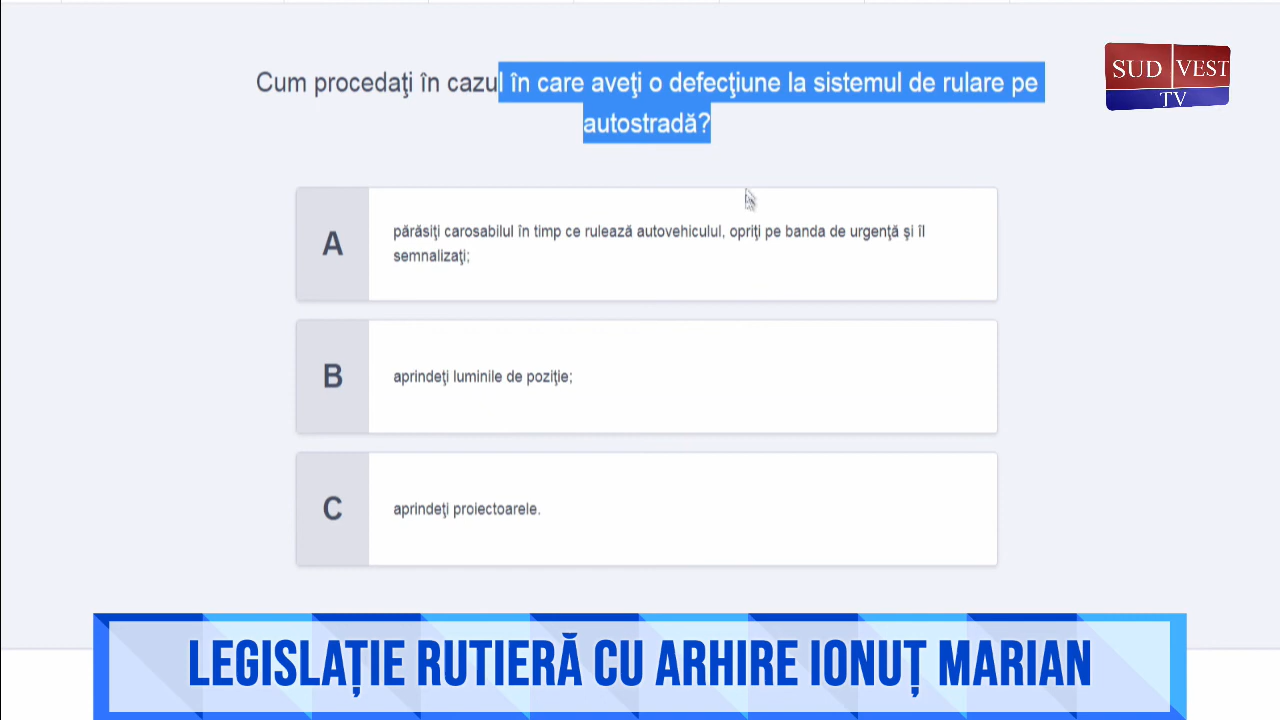 Cum procedaţi în cazul în care aveţi o defecţiune la sistemul de rulare pe
autostradă?
SUD VEST
TV
A
părăsiţi carosabilul în timp ce rulează autovehiculul, opriţi pe banda de urgenţă şi îl
semnalizaţi;
B
aprindeţi luminile de poziţie;
C
aprindeţi proiectoarele.
LEGISLAȚIE RUTIERĂ CU ARHIRE IONUȚ MARIAN